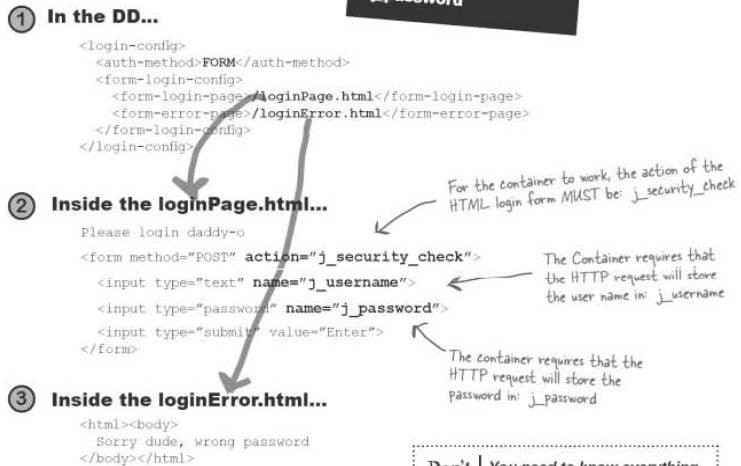 ① In the DD...
<login-config>
<auth-method>FORM</auth-method>
<form-login-config>
<form-login-page>/loginPage.html</form-login-page>
<form-error-page>/loginError.html</form-error-page>
</form-login-config>
</login-config>
② Inside the loginPage.html...
For the container to work, the action of the
HTML login form MUST be: j_security_check
Please login daddy-o
<form method="POST" action="j_security_check">
<input type="text" name="j_username">
<input type="password" name="j_password">
<input type="submit" value="Enter">
</form>
The Container requires that
the HTTP request will store
the user name in: j_username
The container requires that the
HTTP request will store the
password in: j_password
③ Inside the loginError.html...
<html><body>
Sorry dude, wrong password
</body></html>
Don't You need to know everything